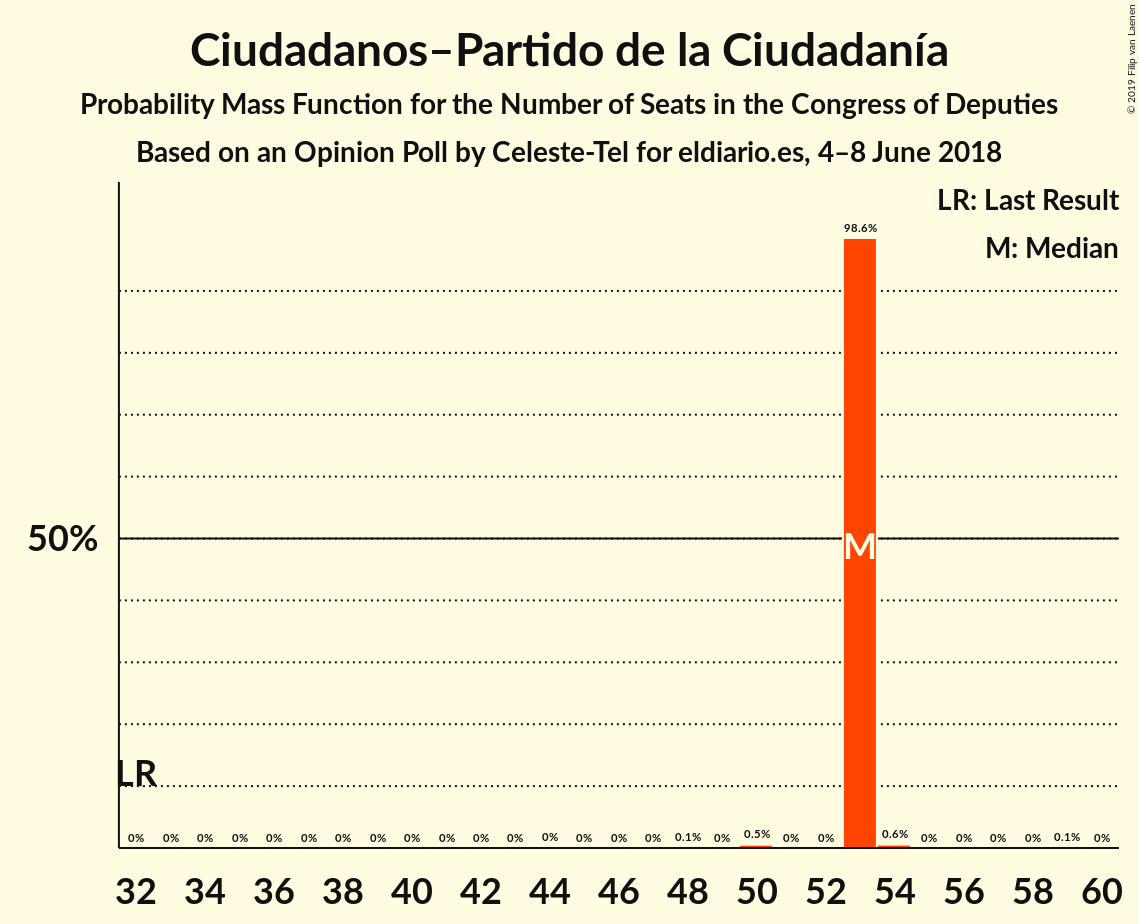 Ciudadanos–Partido de la Ciudadanía
Probability Mass Function for the Number of Seats in the Congress of Deputies
Based on an Opinion Poll by Celeste-Tel for eldiario.es, 4–8 June 2018
© 2019 Filip van Laenen
LR: Last Result
M: Median
98.6%
50%
M
LR
0% 0% 0% 0% 0% 0% 0% 0% 0% 0% 0% 0% 0% 0% 0% 0% 0.1% 0% 0.5% 0% 0% 0.6% 0% 0% 0% 0% 0.1% 0%
32 34 36 38 40 42 44 46 48 50 52 54 56 58 60